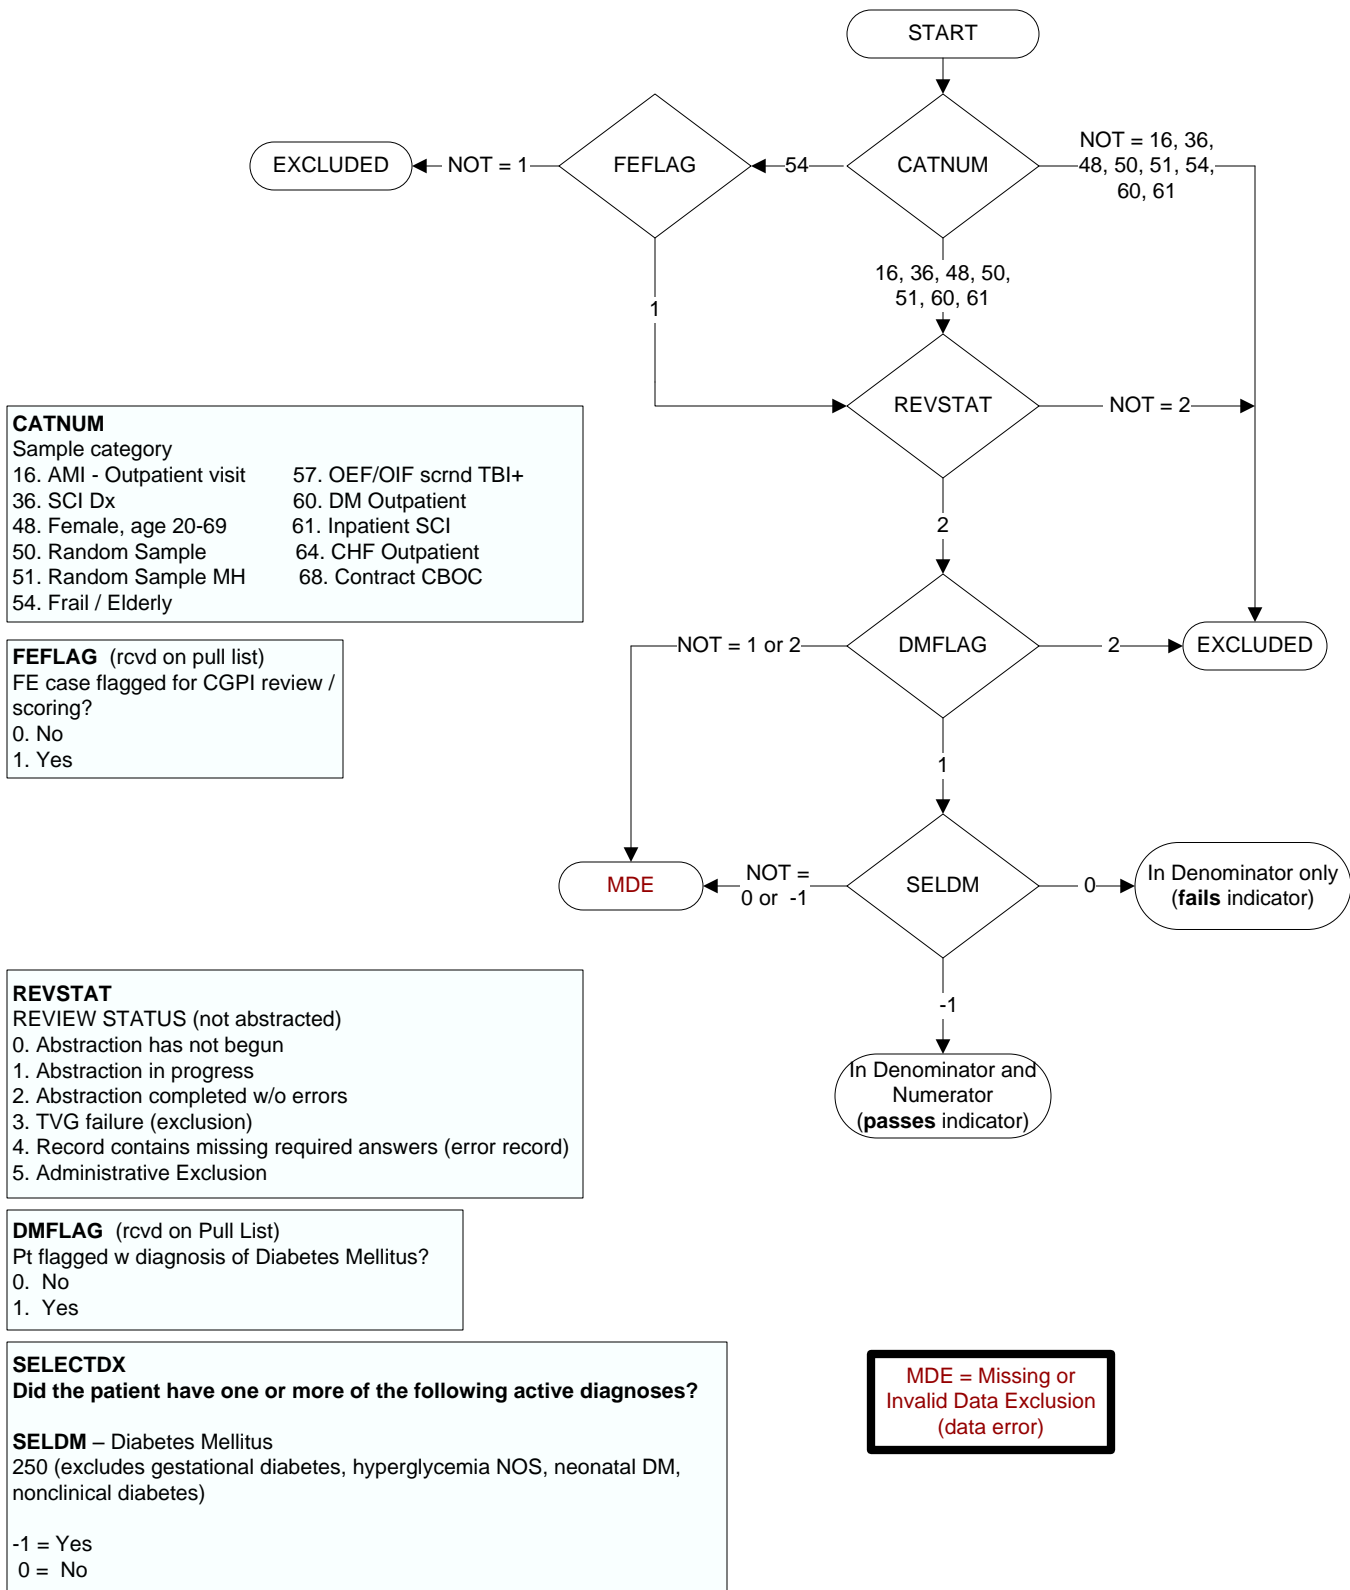 START
EXCLUDED
NOT = 1
FEFLAG
54
CATNUM
NOT = 16, 36,
48, 50, 51, 54,
60, 61
16, 36, 48, 50,
51, 60, 61
1
REVSTAT
NOT = 2
2
NOT = 1 or 2
DMFLAG
2
EXCLUDED
1
MDE
NOT =
0 or -1
SELDM
0
In Denominator only
(fails indicator)
-1
In Denominator and
Numerator
(passes indicator)
CATNUM
Sample category
16. AMI - Outpatient visit 57. OEF/OIF scrnd TBI+
36. SCI Dx 60. DM Outpatient
48. Female, age 20-69 61. Inpatient SCI
50. Random Sample 64. CHF Outpatient
51. Random Sample MH 68. Contract CBOC
54. Frail / Elderly
FEFLAG (rcvd on pull list)
FE case flagged for CGPI review /
scoring?
0. No
1. Yes
REVSTAT
REVIEW STATUS (not abstracted)
0. Abstraction has not begun
1. Abstraction in progress
2. Abstraction completed w/o errors
3. TVG failure (exclusion)
4. Record contains missing required answers (error record)
5. Administrative Exclusion
DMFLAG (rcvd on Pull List)
Pt flagged w diagnosis of Diabetes Mellitus?
0. No
1. Yes
SELECTDX
Did the patient have one or more of the following active diagnoses?
SELDM – Diabetes Mellitus
250 (excludes gestational diabetes, hyperglycemia NOS, neonatal DM,
nonclinical diabetes)
-1 = Yes
0 = No
MDE = Missing or
Invalid Data Exclusion
(data error)